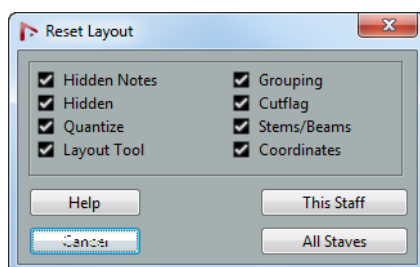 Reset Layout
Hidden Notes
Hidden
Quantize
Layout Tool
Grouping
Cutflag
Stems/Beams
Coordinates
Help
This Staff
Cancel
All Staves